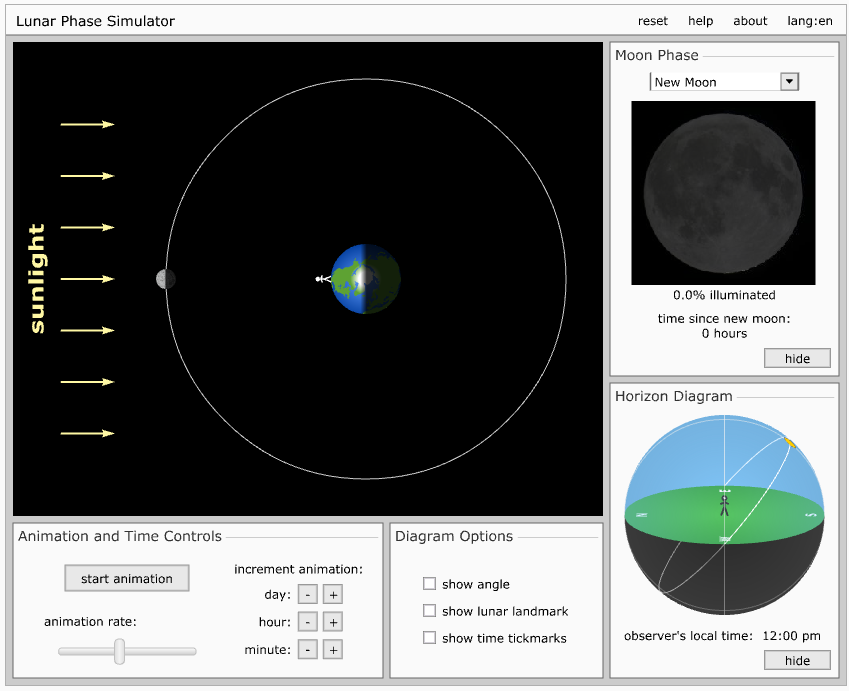 Lunar Phase Simulator
reset help about lang:en
sunlight
Moon Phase
New Moon
0.0% illuminated
time since new moon:
0 hours
hide
Horizon Diagram
N
E
S
observer's local time: 12:00 pm
hide
Animation and Time Controls
start animation
animation rate:
increment animation:
day: - +
hour: - +
minute: - +
Diagram Options
show angle
show lunar landmark
show time tickmarks